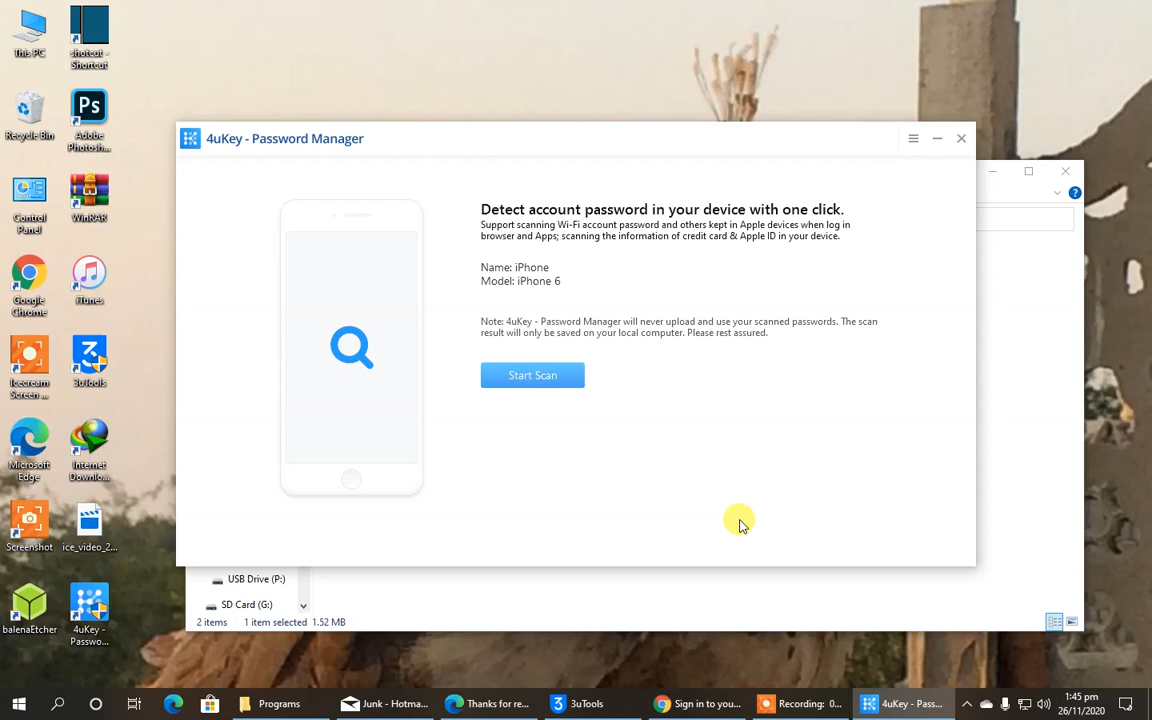 This PC
shotcut -
Shortcut
Recycle Bin
Adobe
Photosh...
Control
Panel
WinRAR
Google
Chrome
iTunes
Icecream
Screen ...
3uTools
Microsoft
Edge
Internet
Downlo...
Screenshot
ice_video_2...
balenaEtcher
4uKey -
Passwo...
4uKey - Password Manager
Detect account password in your device with one click.
Support scanning Wi-Fi account password and others kept in Apple devices when log in
browser and Apps; scanning the information of credit card & Apple ID in your device.
Name: iPhone
Model: iPhone 6
Note: 4uKey - Password Manager will never upload and use your scanned passwords. The scan
result will only be saved on your local computer. Please rest assured.
Start Scan
USB Drive (P:)
SD Card (G:)
2 items 1 item selected 1.52 MB
Programs
Junk - Hotma...
Thanks for re...
3uTools
Sign in to you...
Recording: 0...
4uKey - Pass...
1:45 pm
26/11/2020